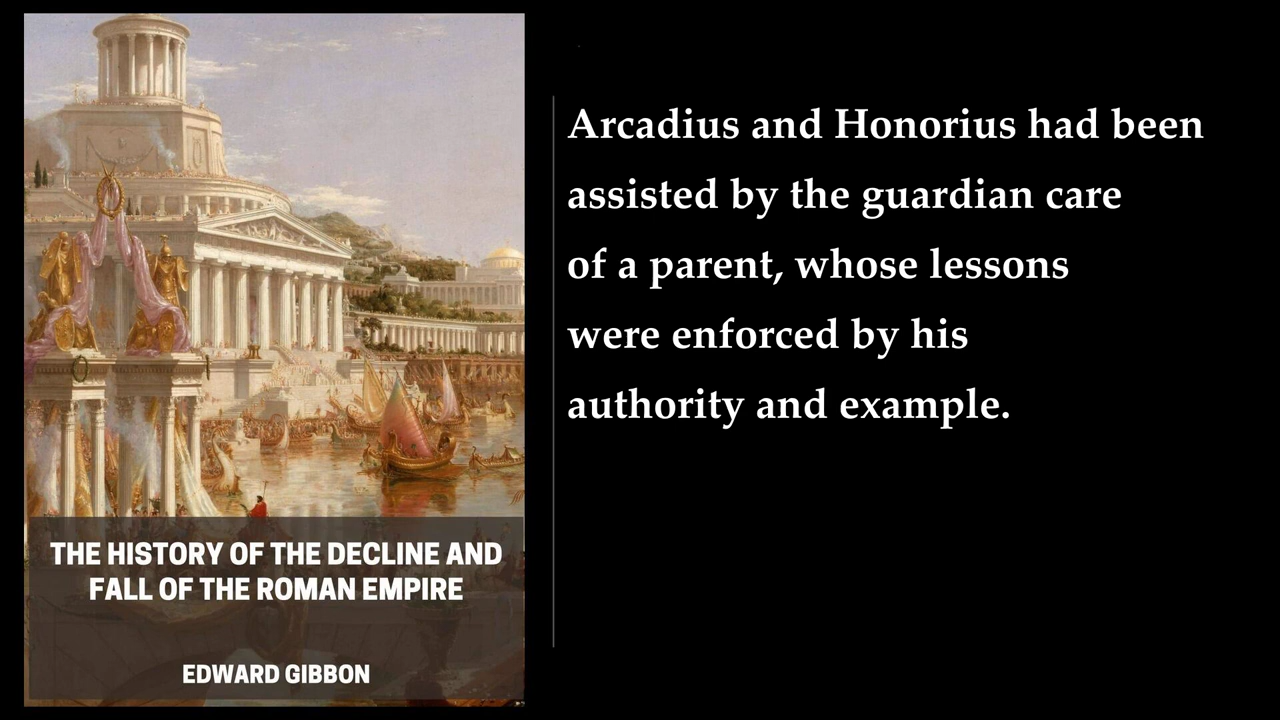 THE HISTORY OF THE DECLINE AND
FALL OF THE ROMAN EMPIRE
EDWARD GIBBON
Arcadius and Honorius had been
assisted by the guardian care
of a parent, whose lessons
were enforced by his
authority and example.